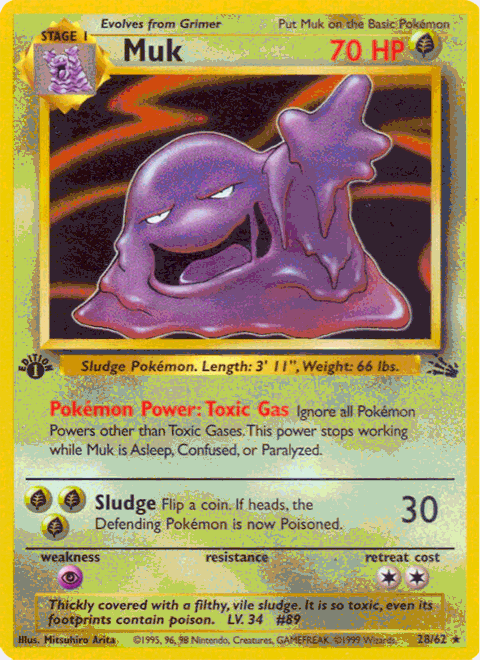 Evolves from Grimer
Put Muk on the Basic Pokémon
STAGE 1
Muk
70 HP
EDITION
1
Sludge Pokémon. Length: 3' 11", Weight: 66 lbs.
Pokémon Power: Toxic Gas Ignore all Pokémon
Powers other than Toxic Gases. This power stops working
while Muk is Asleep, Confused, or Paralyzed.
Sludge Flip a coin. If heads, the
Defending Pokémon is now Poisoned.
30
weakness
resistance
retreat cost
Thickly covered with a filthy, vile sludge. It is so toxic, even its
footprints contain poison. LV. 34 #89
Illus. Mitsuhiro Arita
©1995, 96, 98 Nintendo, Creatures, GAMEFREAK. ©1999 Wizards.
28/62 ★